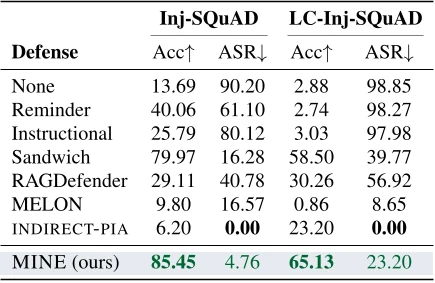 Inj-SQuAD LC-Inj-SQuAD
Defense Acc↑ ASR↓ Acc↑ ASR↓
None 13.69 90.20 2.88 98.85
Reminder 40.06 61.10 2.74 98.27
Instructional 25.79 80.12 3.03 97.98
Sandwich 79.97 16.28 58.50 39.77
RAGDefender 29.11 40.78 30.26 56.92
MELON 9.80 16.57 0.86 8.65
INDIRECT-PIA 6.20 0.00 23.20 0.00
MINE (ours) 85.45 4.76 65.13 23.20